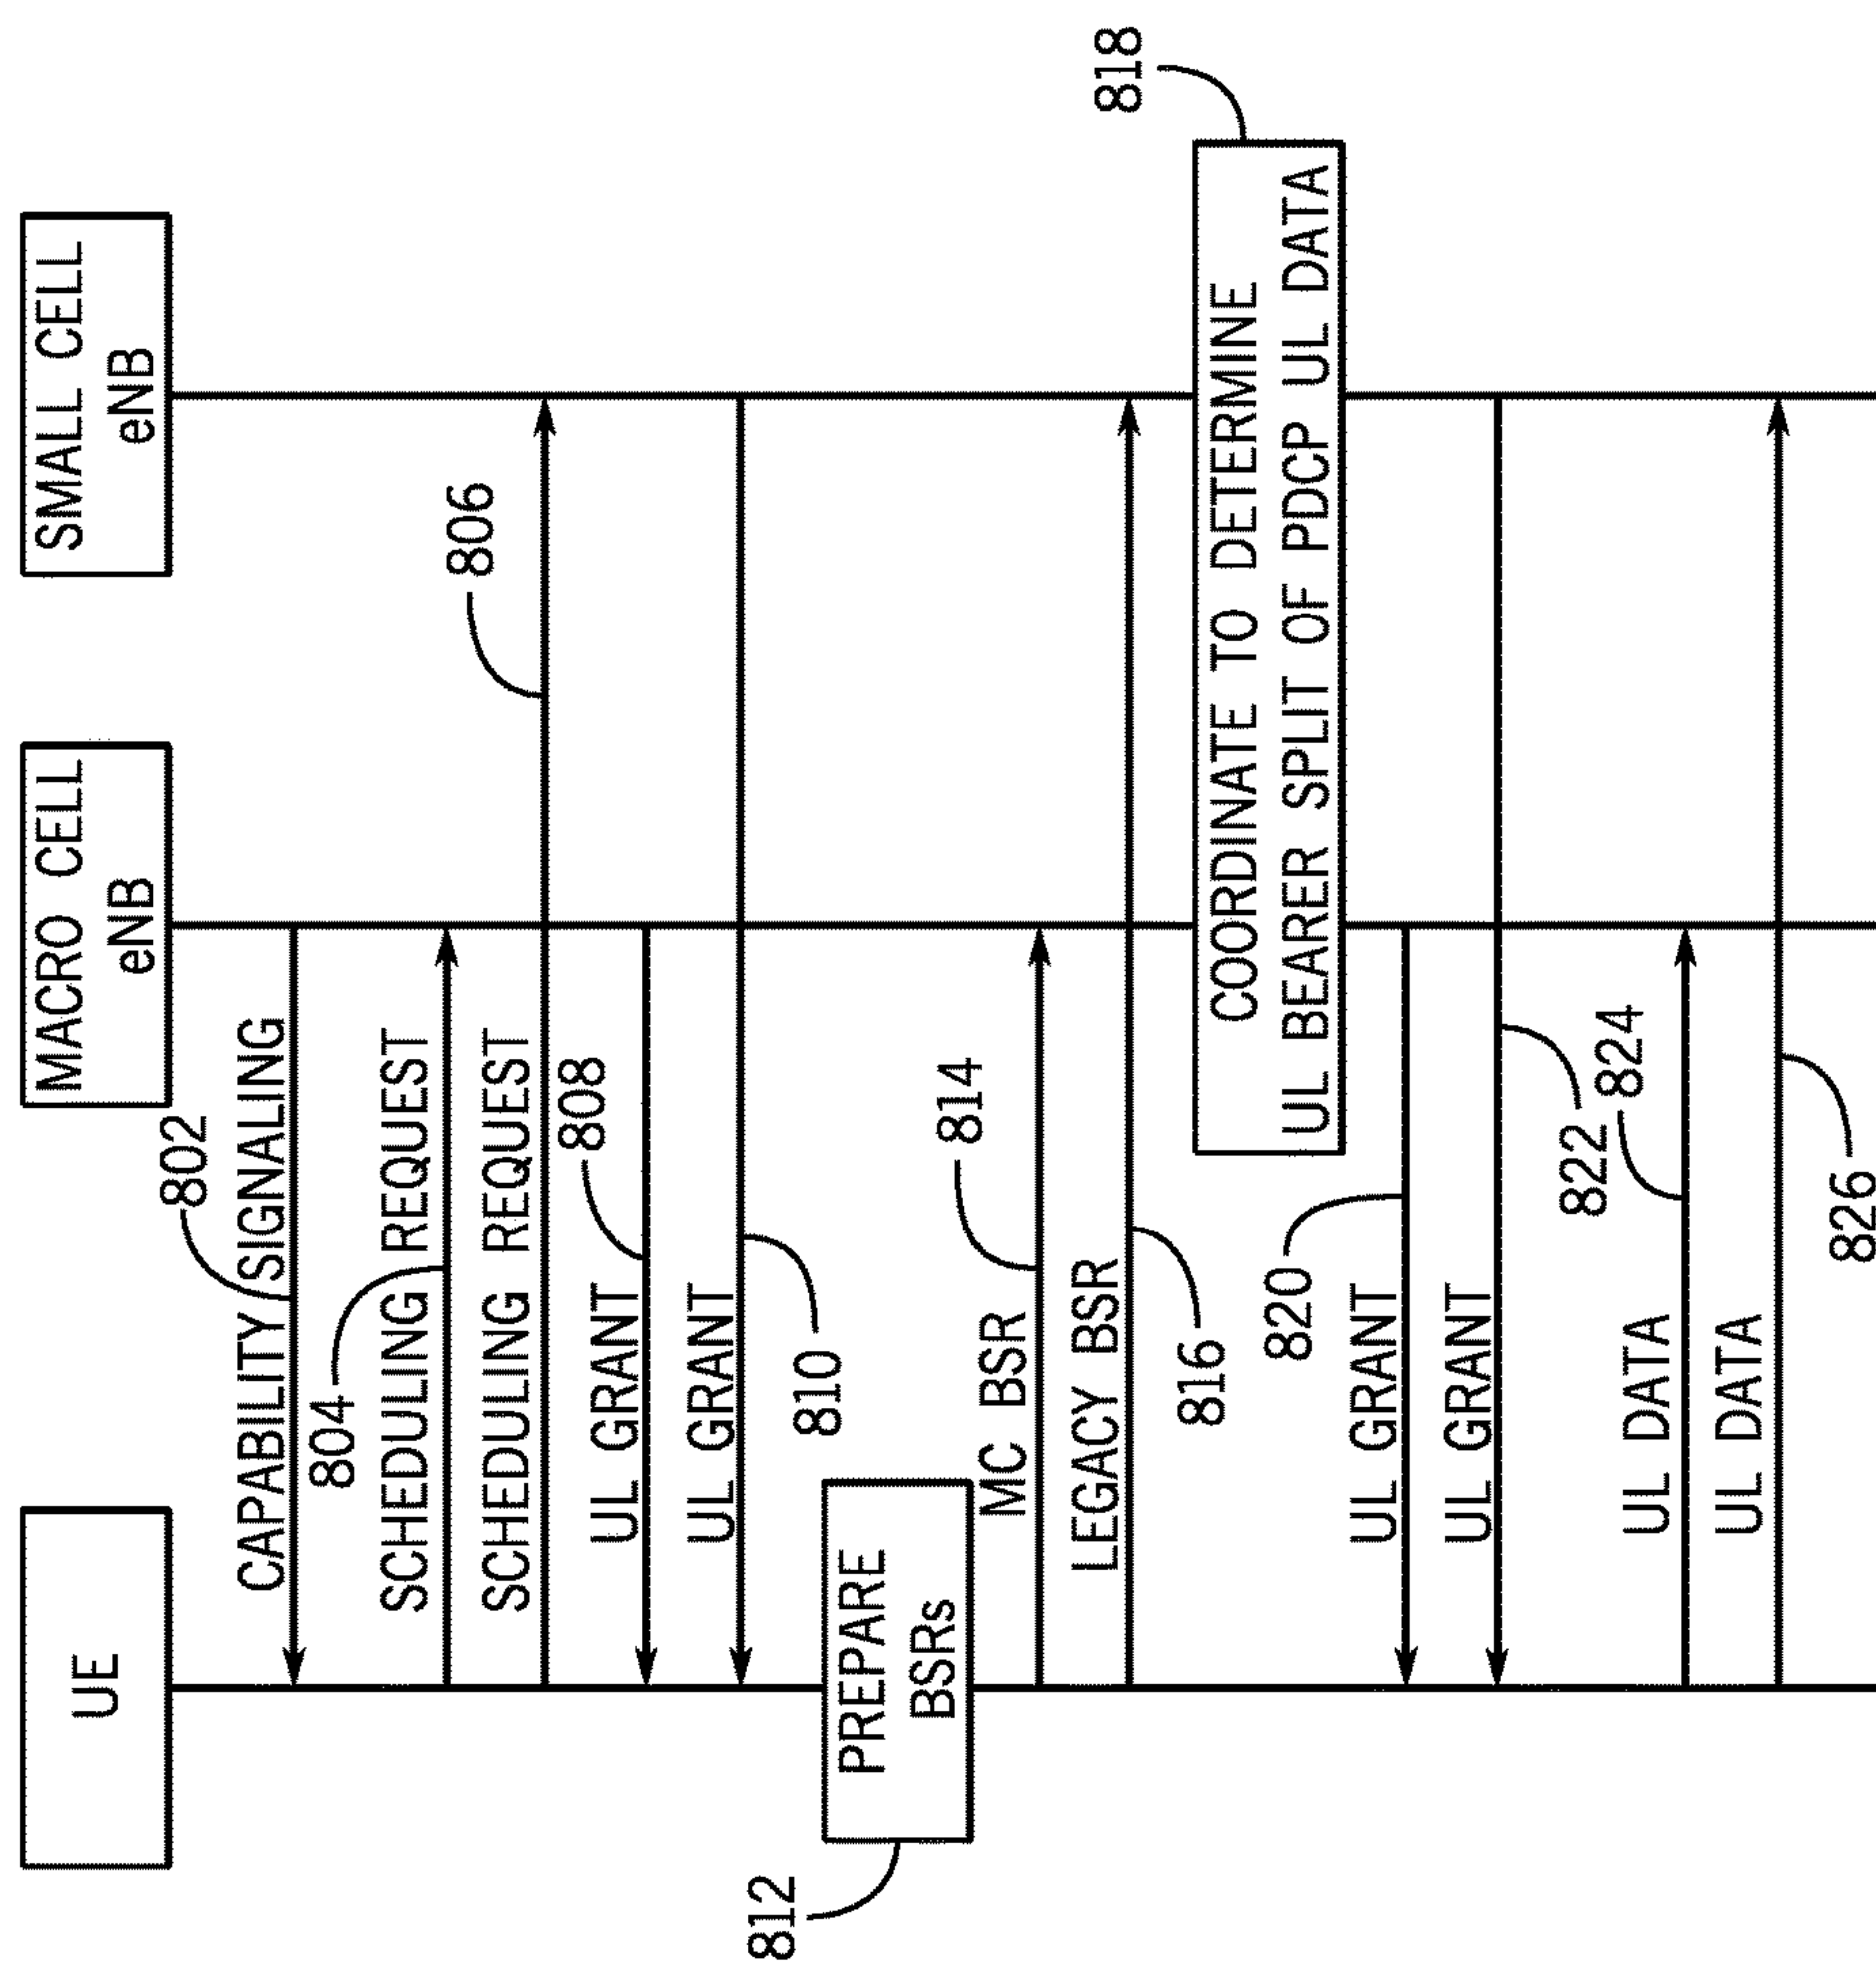 UE
MACRO CELL
eNB
SMALL CELL
eNB
802
CAPABILITY/SIGNALING
804
SCHEDULING REQUEST
806
SCHEDULING REQUEST
808
UL GRANT
UL GRANT
810
812
PREPARE
BSRs
814
MC BSR
LEGACY BSR
816
818
COORDINATE TO DETERMINE
UL BEARER SPLIT OF PDCP UL DATA
820
UL GRANT
UL GRANT
822
824
UL DATA
UL DATA
826